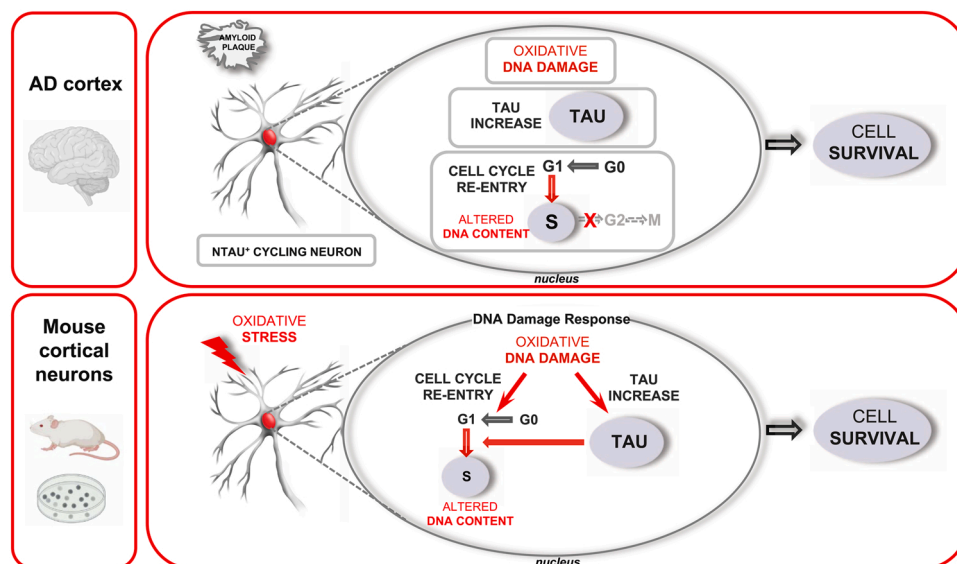 AD cortex
AMYLOID
PLAQUE
NTAU⁺ CYCLING NEURON
OXIDATIVE
DNA DAMAGE
TAU
INCREASE
TAU
CELL CYCLE
RE-ENTRY
G1
G0
ALTERED
DNA CONTENT
S
X
G2
M
nucleus
CELL
SURVIVAL
Mouse
cortical
neurons
OXIDATIVE
STRESS
DNA Damage Response
OXIDATIVE
DNA DAMAGE
CELL CYCLE
RE-ENTRY
TAU
INCREASE
G1
G0
TAU
S
ALTERED
DNA CONTENT
nucleus
CELL
SURVIVAL